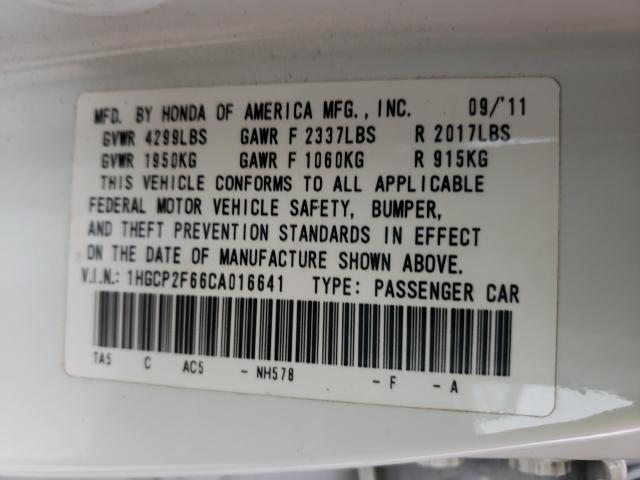 MFD. BY HONDA OF AMERICA MFG., INC. 09/'11
GVWR 4299LBS GAWR F 2337LBS R 2017LBS
GVWR 1950KG GAWR F 1060KG R 915KG
THIS VEHICLE CONFORMS TO ALL APPLICABLE
FEDERAL MOTOR VEHICLE SAFETY, BUMPER,
AND THEFT PREVENTION STANDARDS IN EFFECT
ON THE DATE OF MANUFACTURE SHOWN ABOVE.
V.I.N.: 1HGCP2F66CA016641 TYPE: PASSENGER CAR
TA5 C AC5 - NH578 - F - A